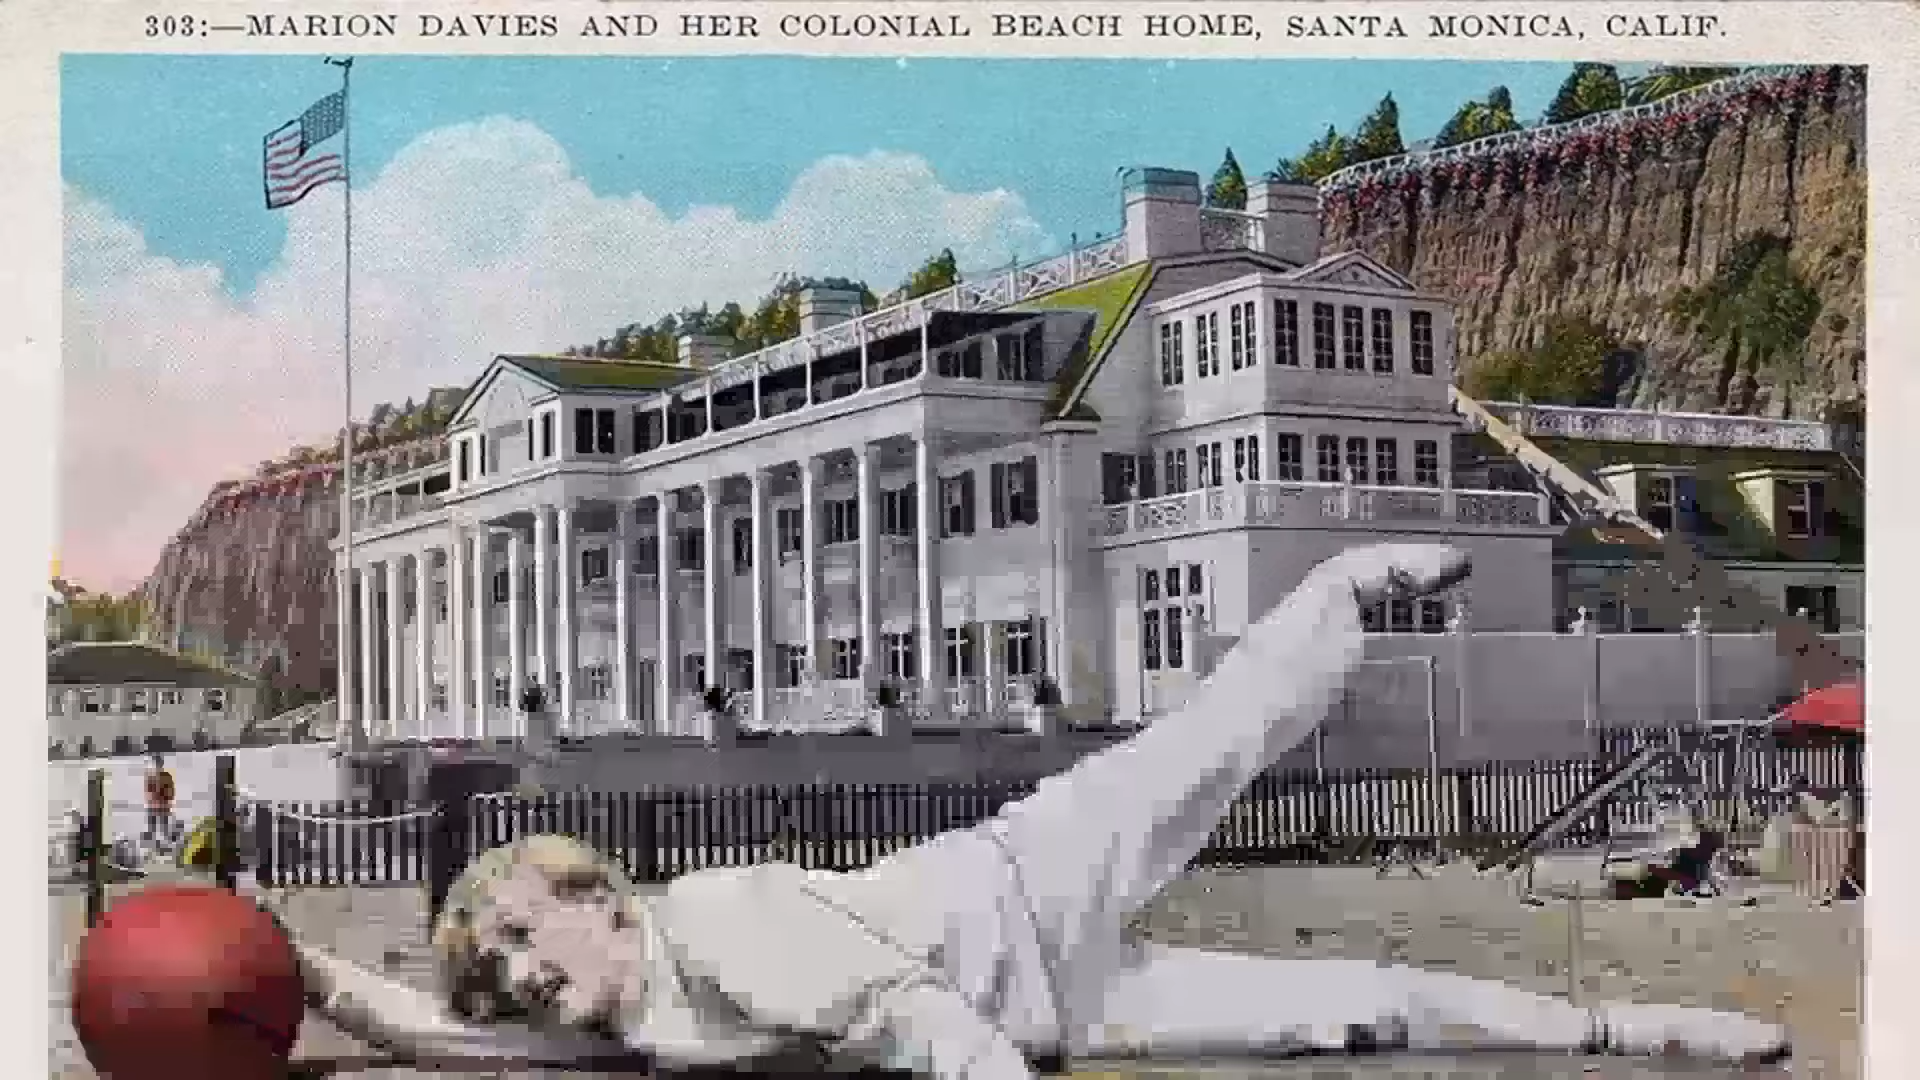 303:—MARION DAVIES AND HER COLONIAL BEACH HOME, SANTA MONICA, CALIF.